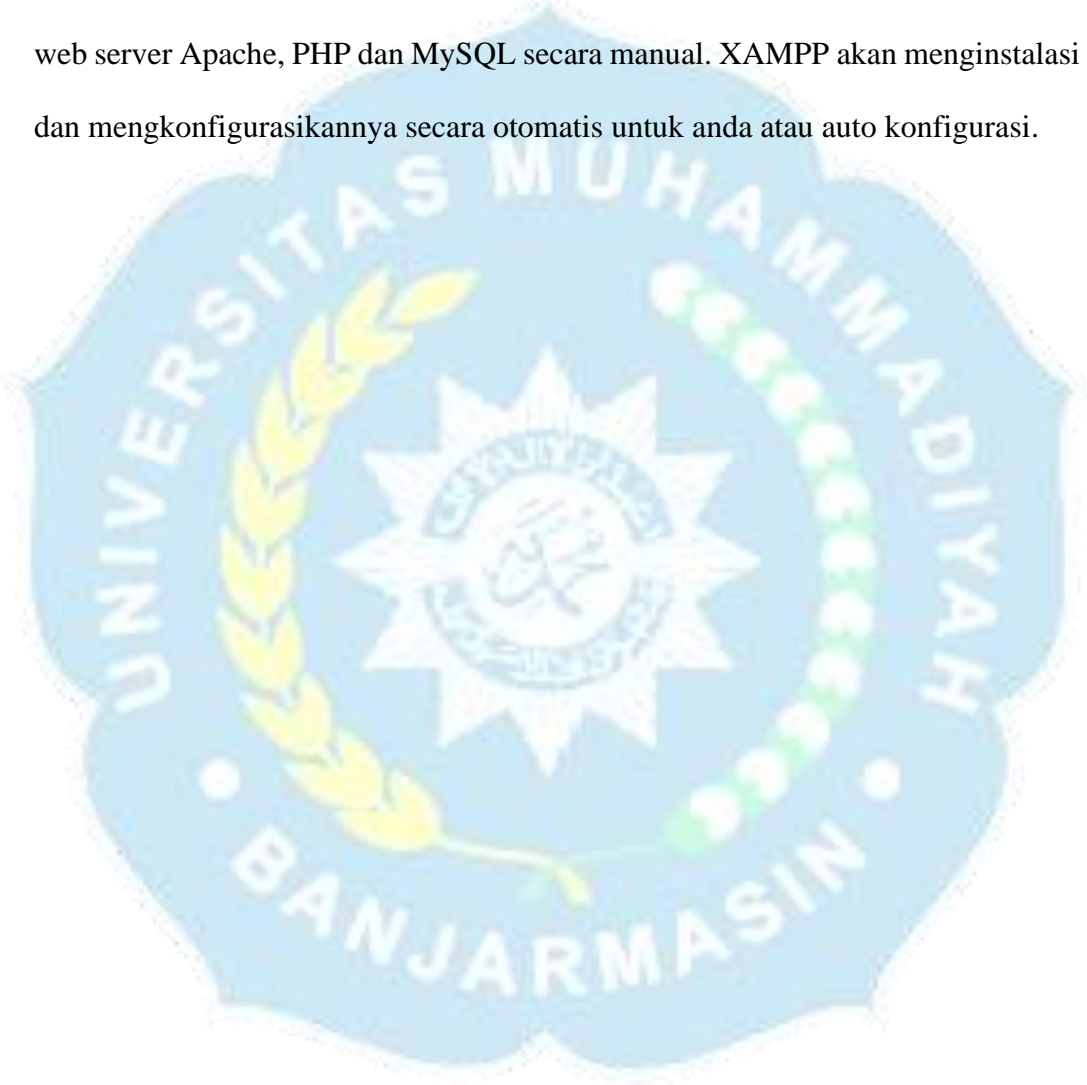 web server Apache, PHP dan MySQL secara manual. XAMPP akan menginstalasi
dan mengkonfigurasikannya secara otomatis untuk anda atau auto konfigurasi.
UNIVERSITAS MUHAMMADIYAH
BANJARMASIN